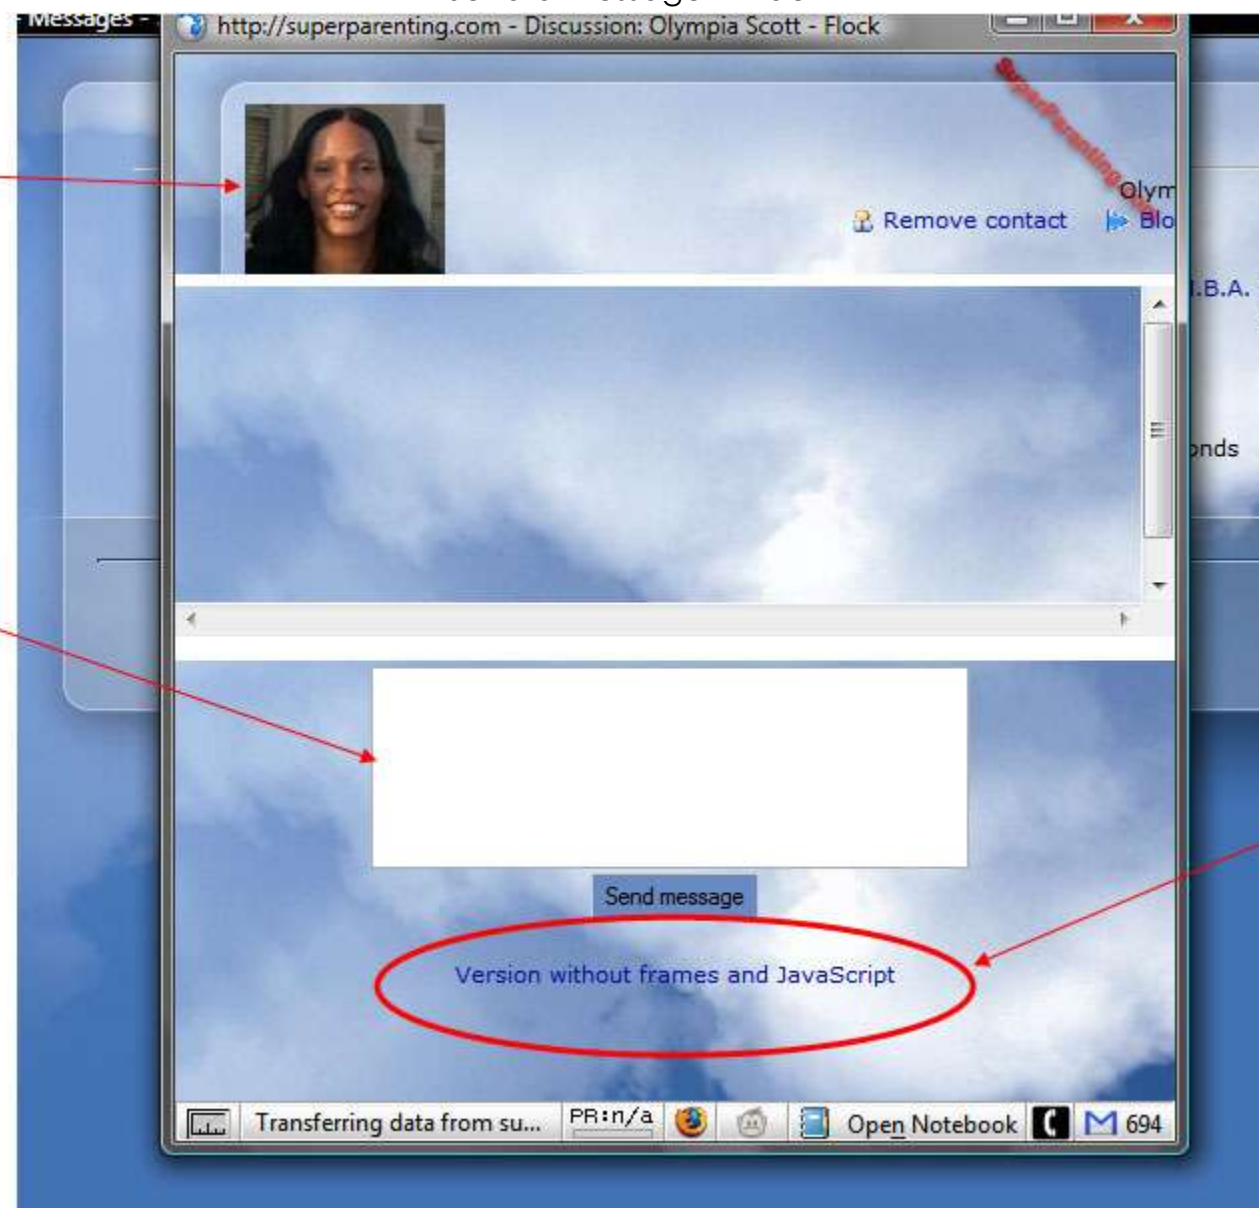 Messages -
http://superparenting.com - Discussion: Olympia Scott - Flock
SuperParenting
Olym
Remove contact
Blo
.B.A.
onds
Send message
Version without frames and JavaScript
Transferring data from su...
PR:n/a
Open Notebook
694